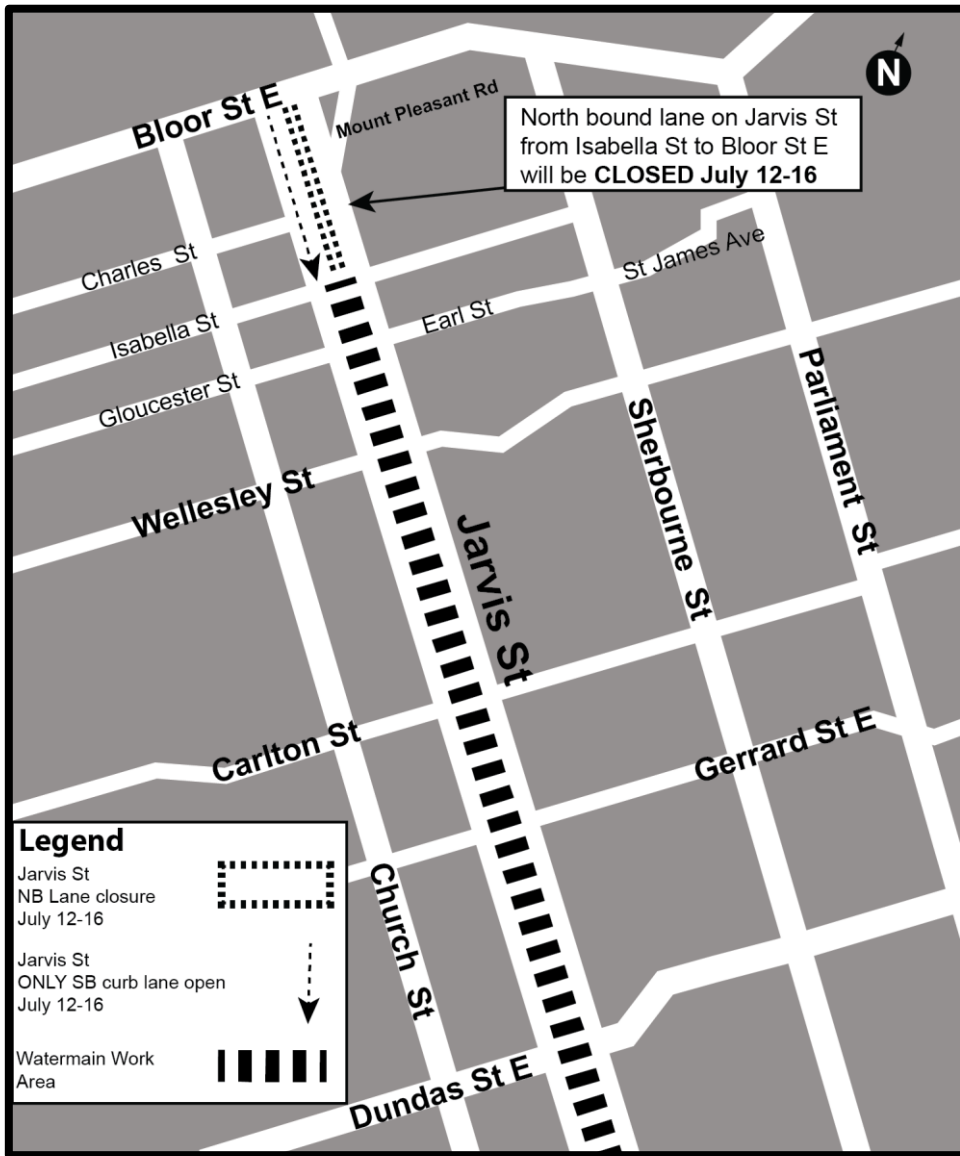 N
Bloor St E
Mount Pleasant Rd
North bound lane on Jarvis St
from Isabella St to Bloor St E
will be CLOSED July 12-16
Charles St
St James Ave
Isabella St
Earl St
Gloucester St
Parliament St
Sherbourne St
Wellesley St
Jarvis St
Carlton St
Gerrard St E
Legend
Jarvis St
NB Lane closure
July 12-16
Jarvis St
ONLY SB curb lane open
July 12-16
Watermain Work
Area
Church St
Dundas St E